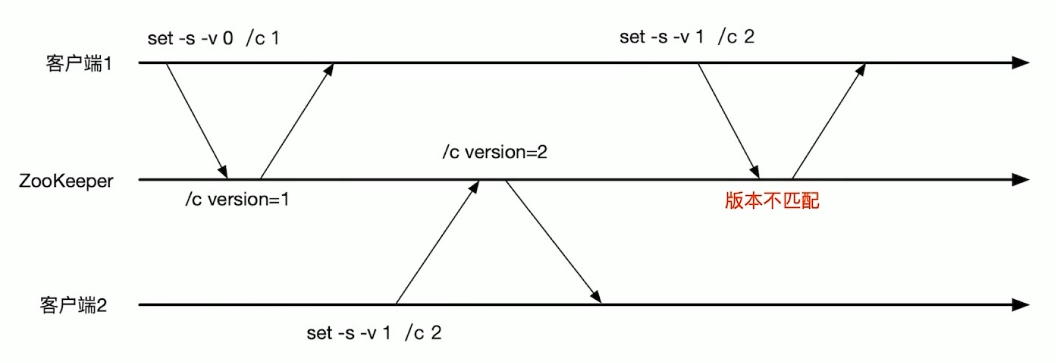 set -s -v 0 /c 1
set -s -v 1 /c 2
客户端1
/c version=2
ZooKeeper
/c version=1
版本不匹配
客户端2
set -s -v 1 /c 2